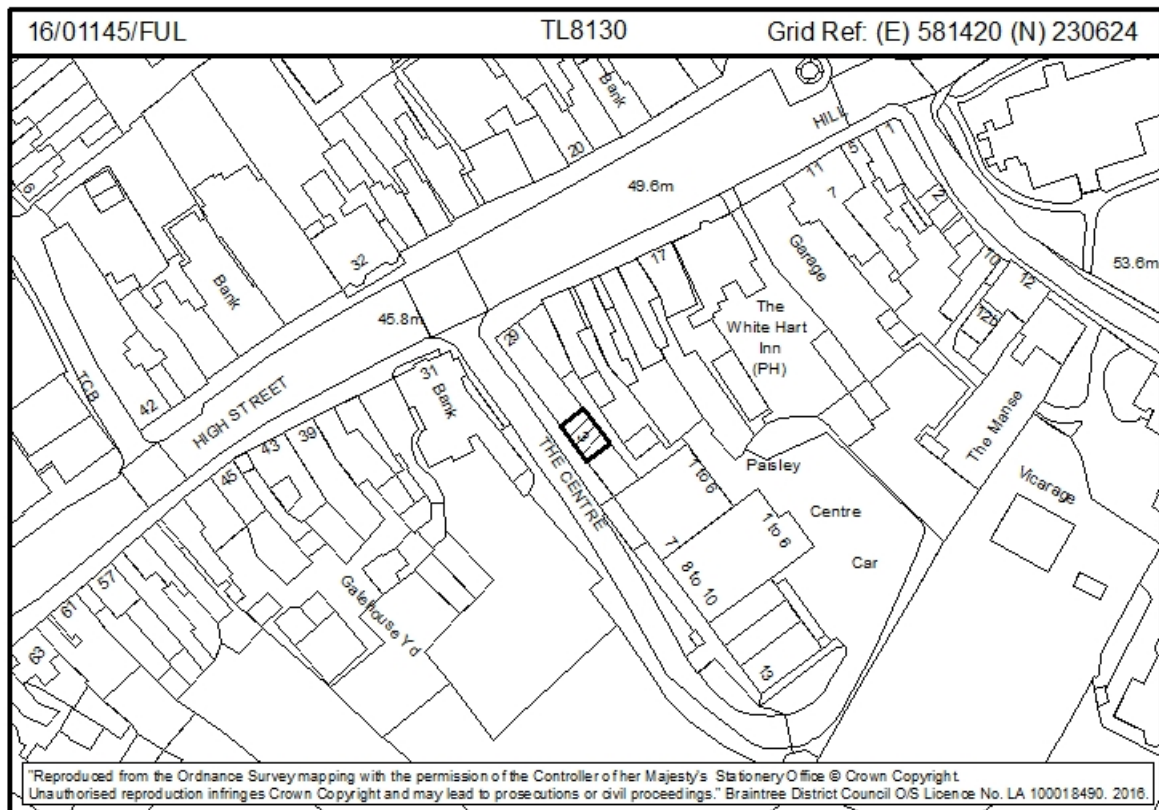 16/01145/FUL TL8130 Grid Ref: (E) 581420 (N) 230624
Bank
HILL
1
5
11
7
2
20
49.6m
6
10
12
53.6m
12b
17
Garage
The
White Hart
Inn
(PH)
32
Bank
45.8m
29
TCB
42
HIGH STREET
31
Bank
3
THE CENTRE
The Manse
Vicarage
43
39
45
Paisley
Centre
Car
1 to 6
1 to 6
7
8 to 10
13
57
61
63
Gatehouse Yd
"Reproduced from the Ordnance Survey mapping with the permission of the Controller of her Majesty's Stationery Office © Crown Copyright.
Unauthorised reproduction infringes Crown Copyright and may lead to prosecutions or civil proceedings." Braintree District Council O/S Licence No. LA 100018490. 2016.